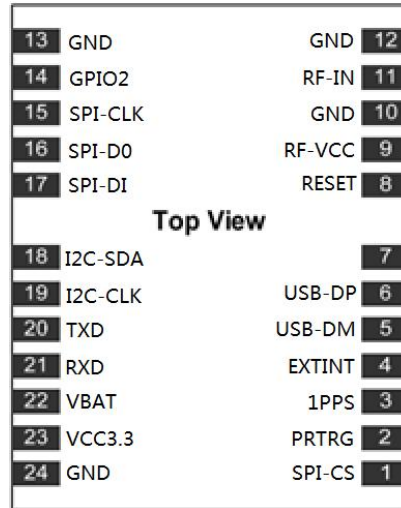 13 GND GND 12
14 GPIO2 RF-IN 11
15 SPI-CLK GND 10
16 SPI-D0 RF-VCC 9
17 SPI-DI RESET 8
Top View
18 I2C-SDA 7
19 I2C-CLK USB-DP 6
20 TXD USB-DM 5
21 RXD EXTINT 4
22 VBAT 1PPS 3
23 VCC3.3 PRTRG 2
24 GND SPI-CS 1